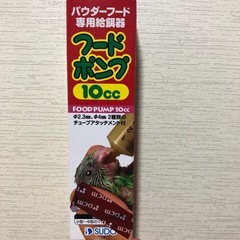 パウダーフード
専用給餌器
フード
ポンプ
10cc
FOOD PUMP 10cc
Φ2.3mm、Φ4mm 2種類の
チューブアタッチメント付
SUDO